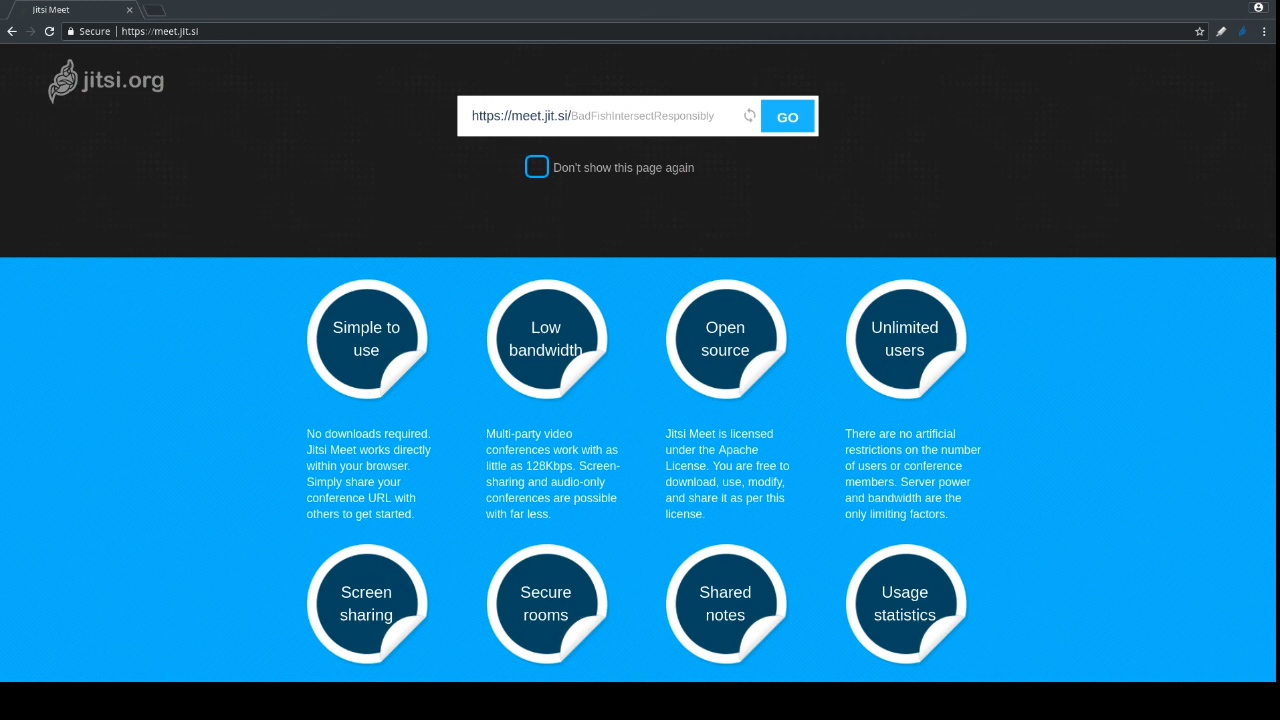 Jitsi Meet
Secure
https://meet.jit.si
jitsi.org
https://meet.jit.si/BadFishIntersectResponsibly
GO
Don't show this page again
Simple to
use
Low
bandwidth
Open
source
Unlimited
users
No downloads required.
Jitsi Meet works directly
within your browser.
Simply share your
conference URL with
others to get started.
Multi-party video
conferences work with as
little as 128Kbps. Screen-
sharing and audio-only
conferences are possible
with far less.
Jitsi Meet is licensed
under the Apache
License. You are free to
download, use, modify,
and share it as per this
license.
There are no artificial
restrictions on the number
of users or conference
members. Server power
and bandwidth are the
only limiting factors.
Screen
sharing
Secure
rooms
Shared
notes
Usage
statistics